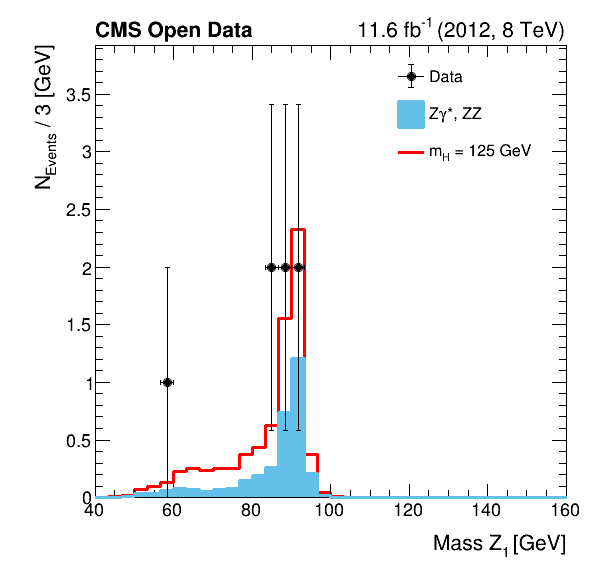 CMS Open Data 11.6 fb⁻¹ (2012, 8 TeV)
N_Events / 3 [GeV]
Data
Zγ*, ZZ
m_H = 125 GeV
3.5
3
2.5
2
1.5
1
0.5
0
40 60 80 100 120 140 160
Mass Z₁ [GeV]